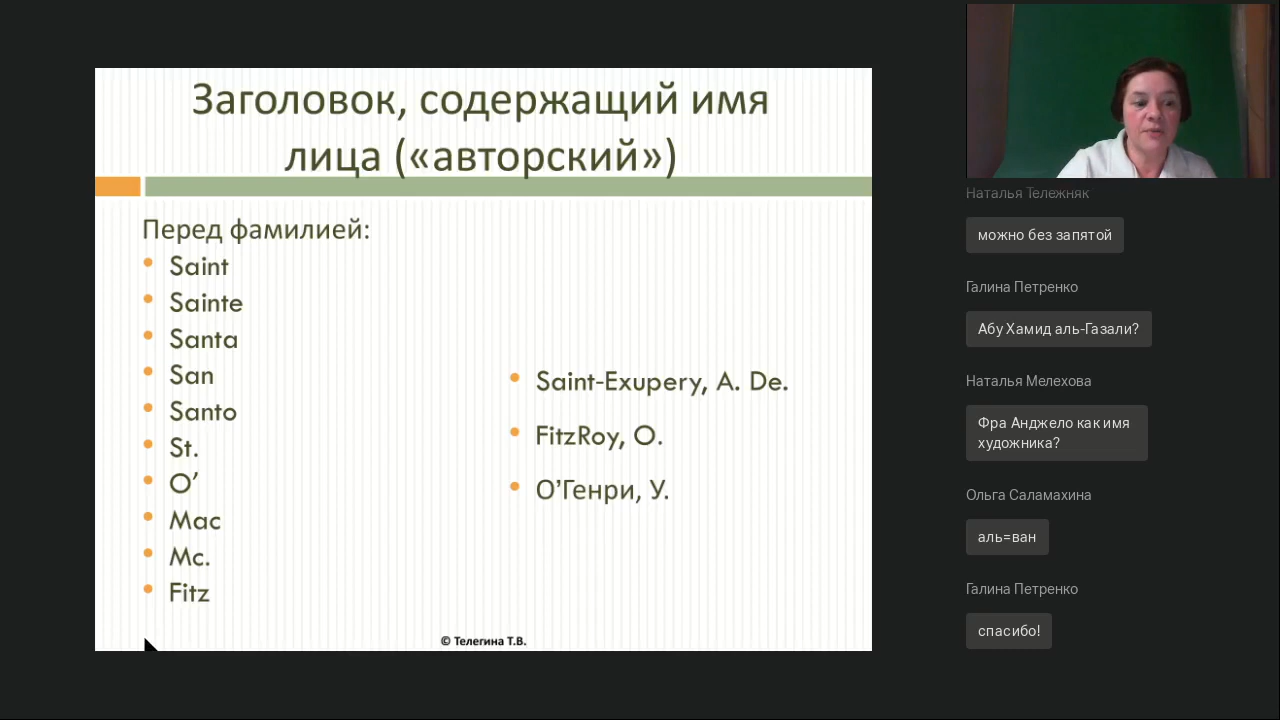 Заголовок, содержащий имя
лица («авторский»)
Перед фамилией:
Saint
Sainte
Santa
San
Santo
St.
O’
Mac
Mc.
Fitz
Saint-Exupery, A. De.
FitzRoy, O.
О’Генри, У.
© Телегина Т.В.
Наталья Тележняк
можно без запятой
Галина Петренко
Абу Хамид аль-Газали?
Наталья Мелехова
Фра Анджело как имя
художника?
Ольга Саламахина
аль=ван
Галина Петренко
спасибо!